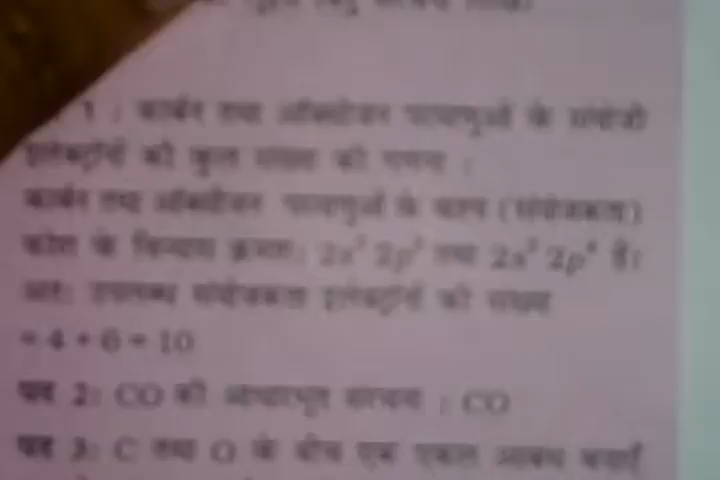 1 : कार्बन तथा ऑक्सीजन परमाणुओं के संयोजी
इलेक्ट्रॉनों की कुल संख्या की गणना :
कार्बन तथा ऑक्सीजन परमाणुओं के बाह्य (संयोजकता)
कोश के विन्यास क्रमश: 2s² 2p² तथा 2s² 2p⁴ हैं।
अत: उपलब्ध संयोजकता इलेक्ट्रॉनों की संख्या
= 4 + 6 = 10
पद 2: CO की आधारभूत संरचना : CO
पद 3: C तथा O के बीच एक एकल आबंध बनाएँ